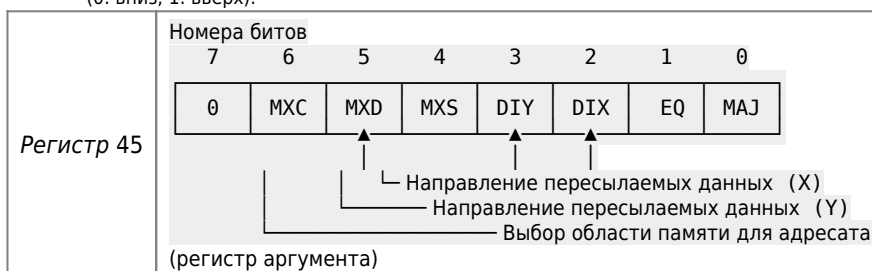 (0: вниз, 1: вверх).
Номера битов
7 6 5 4 3 2 1 0
0 MXC MXD MXS DIY DIX EQ MAJ
Регистр 45
Направление пересылаемых данных (X)
Направление пересылаемых данных (Y)
Выбор области памяти для адресата
(регистр аргумента)